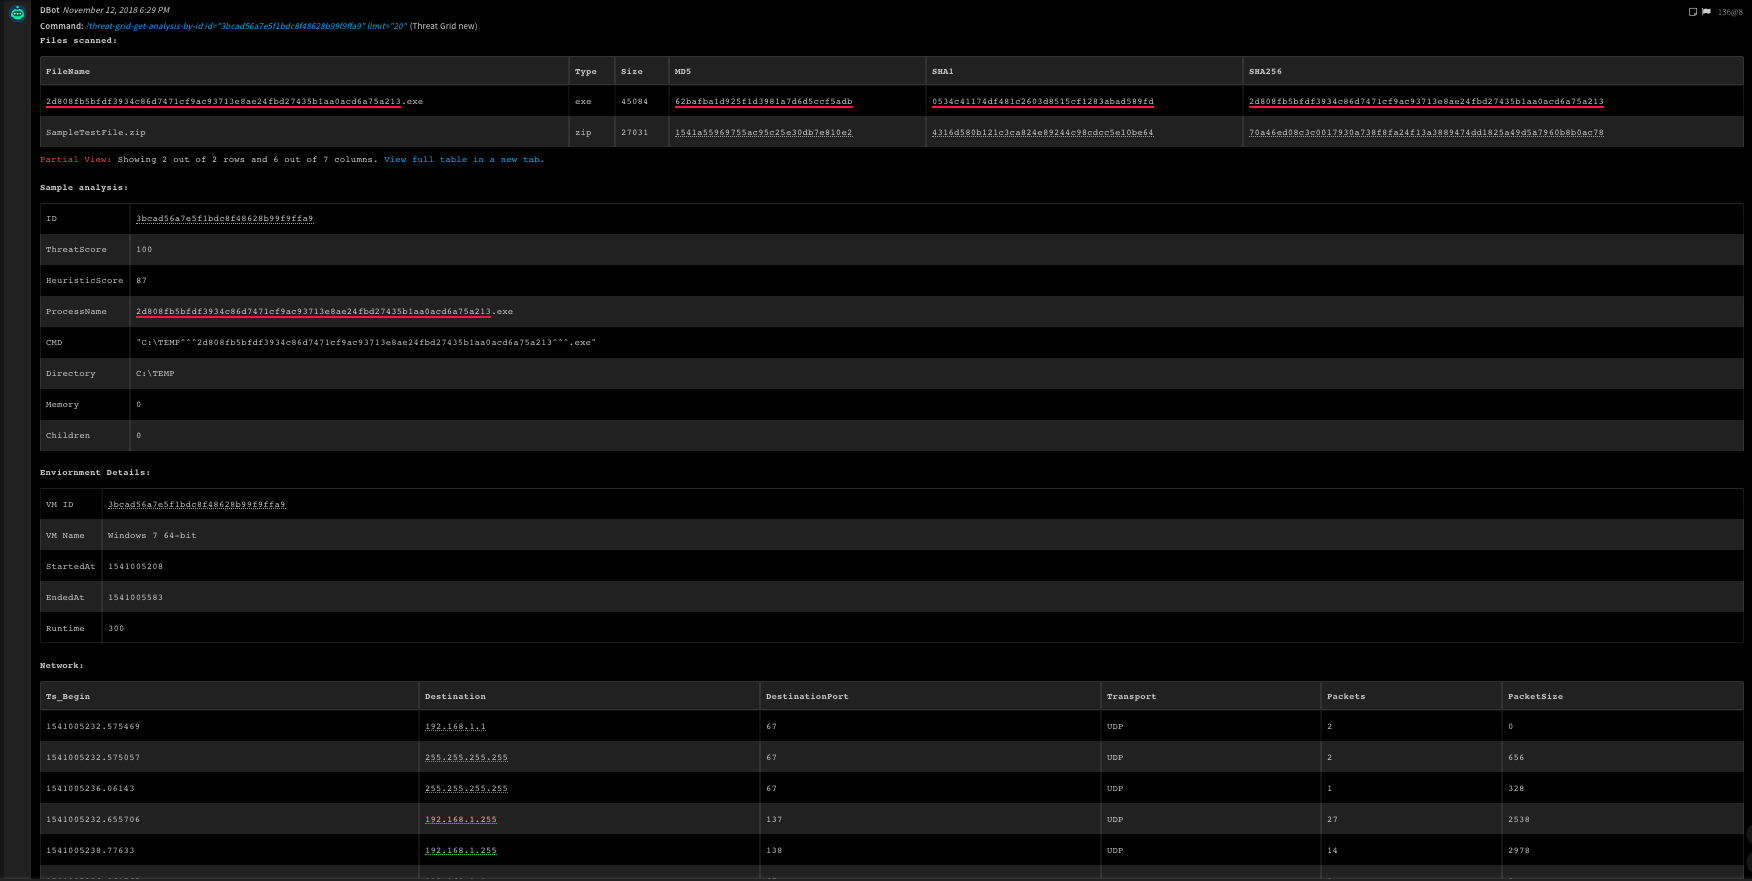 DBot November 12, 2018 6:29 PM
136@8
Command: !threat-grid-get-analysis-by-id id="3bcad56a7e5f1bdc8f48628b99f9ffa9" limit="20" (Threat Grid new)
Files scanned:
FileName Type Size MD5 SHA1 SHA256
2d808fb5bfdf3934c86d7471cf9ac93713e8ae24fbd27435b1aa0acd6a75a213.exe exe 45084 62bafba1d925f1d3981a7d6d5ccf5adb 0534c41174df481c2603d8515cf1283abad589fd 2d808fb5bfdf3934c86d7471cf9ac93713e8ae24fbd27435b1aa0acd6a75a213
SampleTestFile.zip zip 27031 1541a55969755ac95c25e30db7e810e2 4316d580b121c3ca824e89244c98cdcc5e10be64 70a46ed08c3c0017930a738f8fa24f13a3889474dd1825a49d5a7960b8b0ac78
Partial View: Showing 2 out of 2 rows and 6 out of 7 columns. View full table in a new tab.
Sample analysis:
ID 3bcad56a7e5f1bdc8f48628b99f9ffa9
ThreatScore 100
HeuristicScore 87
ProcessName 2d808fb5bfdf3934c86d7471cf9ac93713e8ae24fbd27435b1aa0acd6a75a213.exe
CMD "C:\TEMP^^^2d808fb5bfdf3934c86d7471cf9ac93713e8ae24fbd27435b1aa0acd6a75a213^^^.exe"
Directory C:\TEMP
Memory 0
Children 0
Enviornment Details:
VM ID 3bcad56a7e5f1bdc8f48628b99f9ffa9
VM Name Windows 7 64-bit
StartedAt 1541005208
EndedAt 1541005583
Runtime 300
Network:
Ts_Begin Destination DestinationPort Transport Packets PacketSize
1541005232.575469 192.168.1.1 67 UDP 2 0
1541005232.575057 255.255.255.255 67 UDP 2 656
1541005236.06143 255.255.255.255 67 UDP 1 328
1541005232.655706 192.168.1.255 137 UDP 27 2538
1541005238.77633 192.168.1.255 138 UDP 14 2978